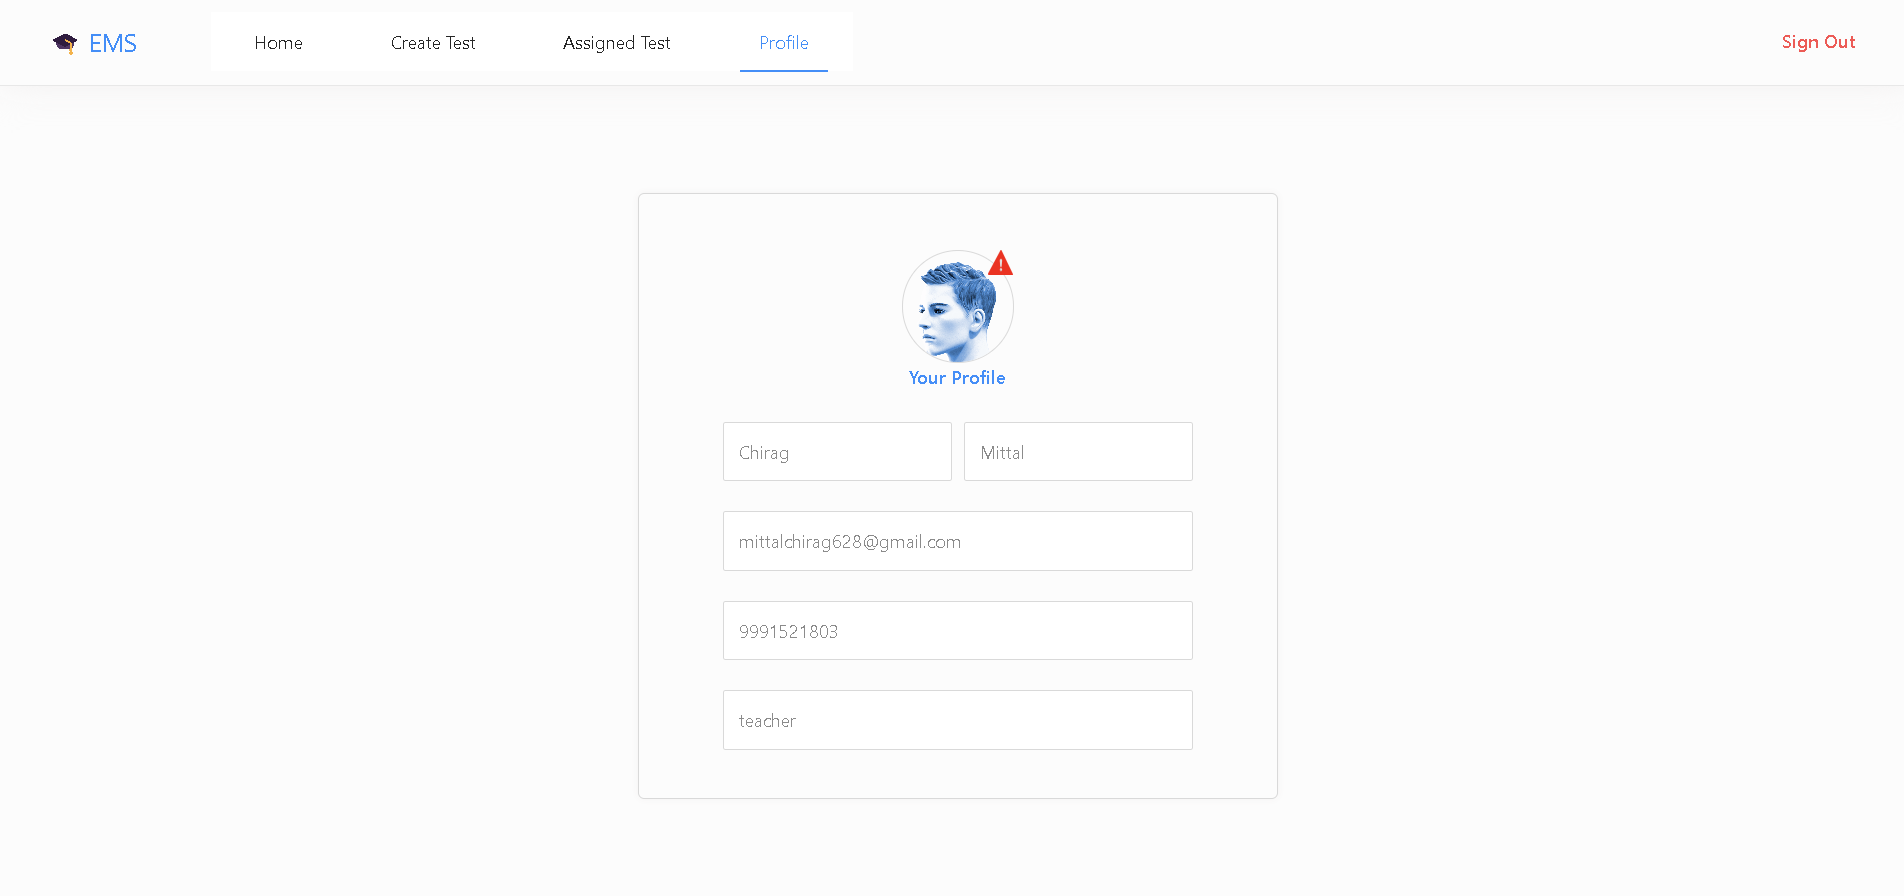 EMS Home Create Test Assigned Test Profile Sign Out
Your Profile
Chirag Mittal
mittalchirag628@gmail.com
9991521803
teacher